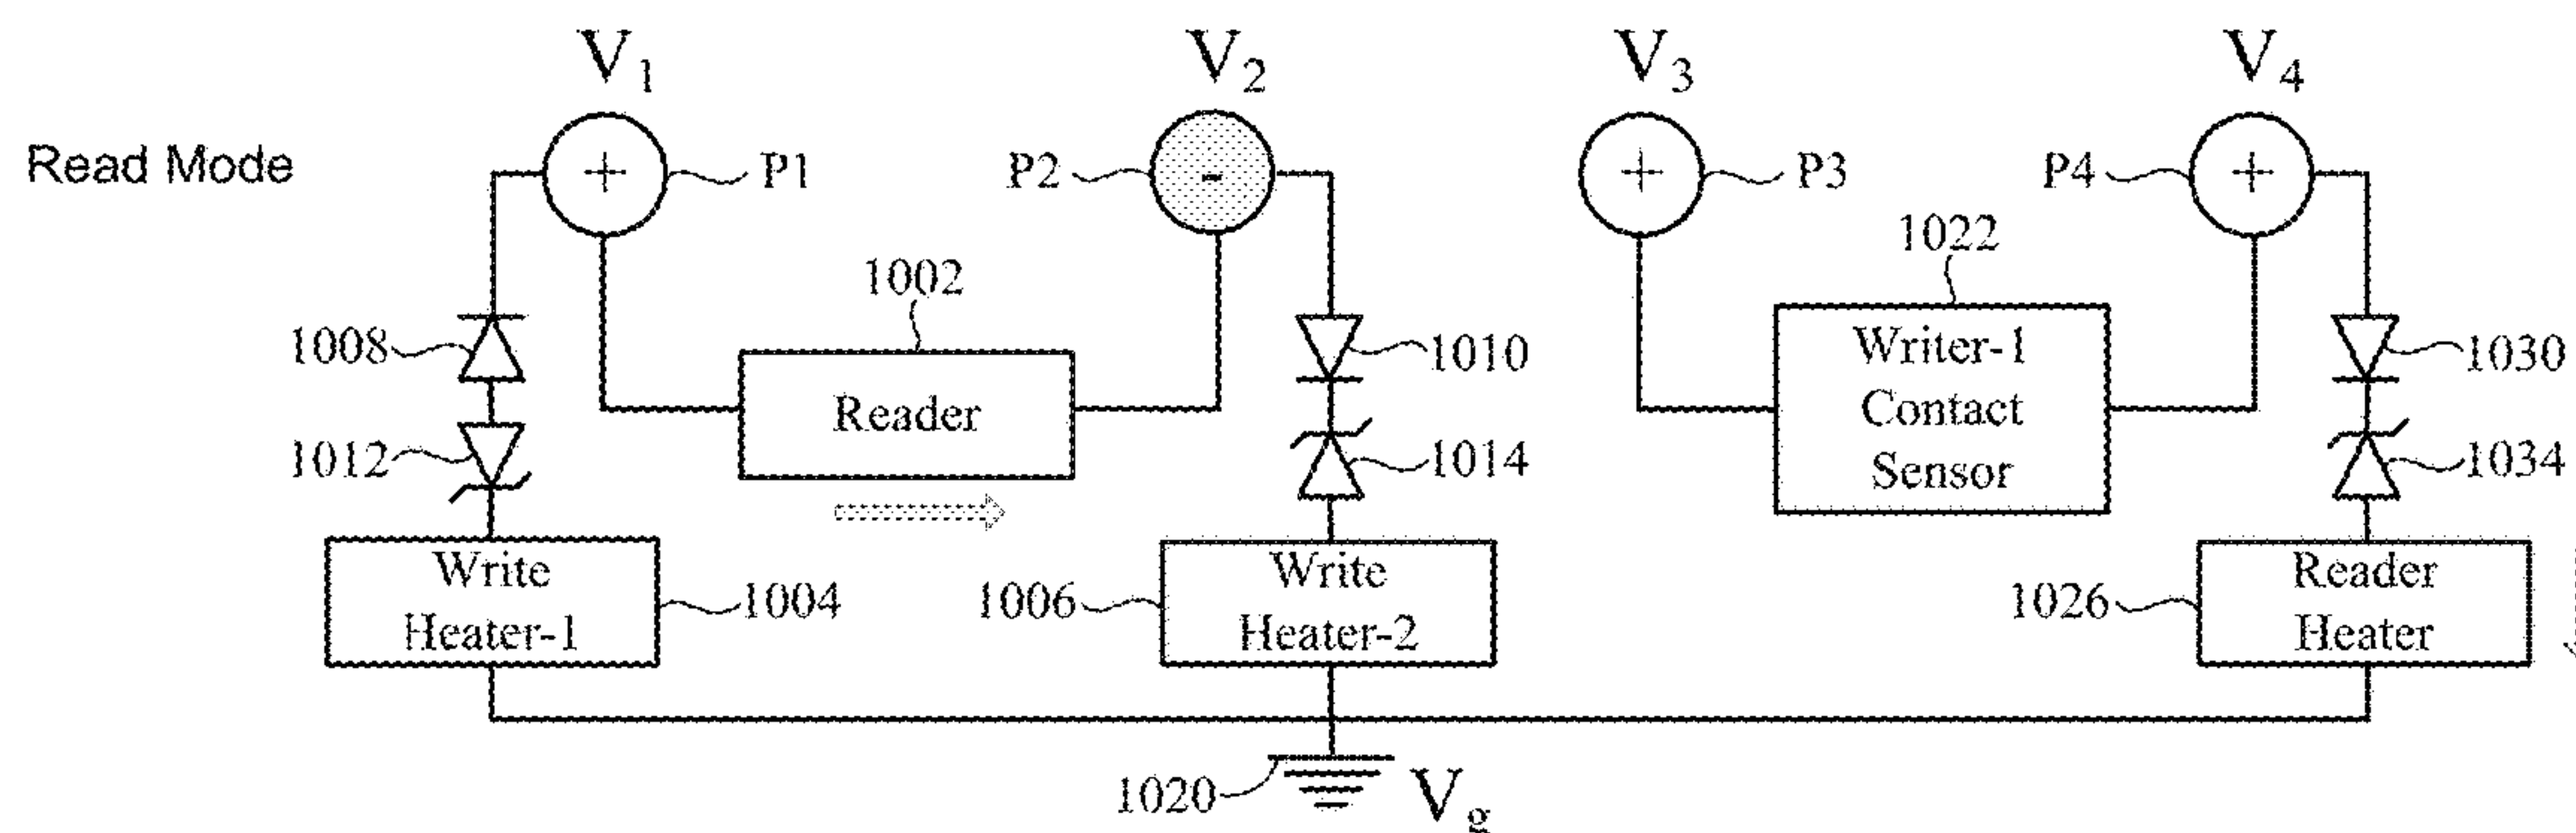 V1 V2 V3 V4
Read Mode + P1 P2 - + P3 P4 +
1002 1022
1008 1010 1030
Reader
Writer-1
Contact
Sensor
1012 1014 1034
Write
Heater-1
1004 1006
Write
Heater-2
1026
Reader
Heater
1020 Vg